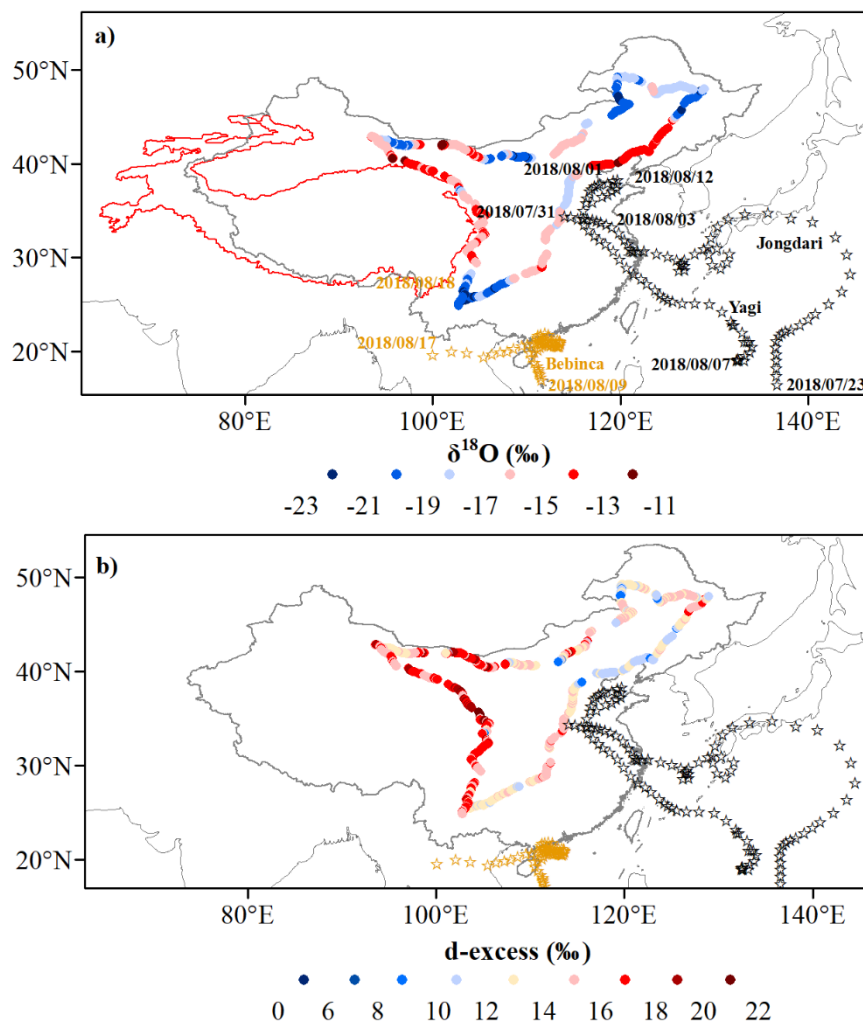 a)
50°N
40°N
2018/08/01
2018/08/12
2018/07/31
2018/08/03
Jongdari
30°N
2018/08/18
Yagi
2018/08/17
20°N
Bebinca
2018/08/07
2018/08/09
2018/07/23
80°E 100°E 120°E 140°E
δ18O (‰)
-23 -21 -19 -17 -15 -13 -11
b)
50°N
40°N
30°N
20°N
80°E 100°E 120°E 140°E
d-excess (‰)
0 6 8 10 12 14 16 18 20 22